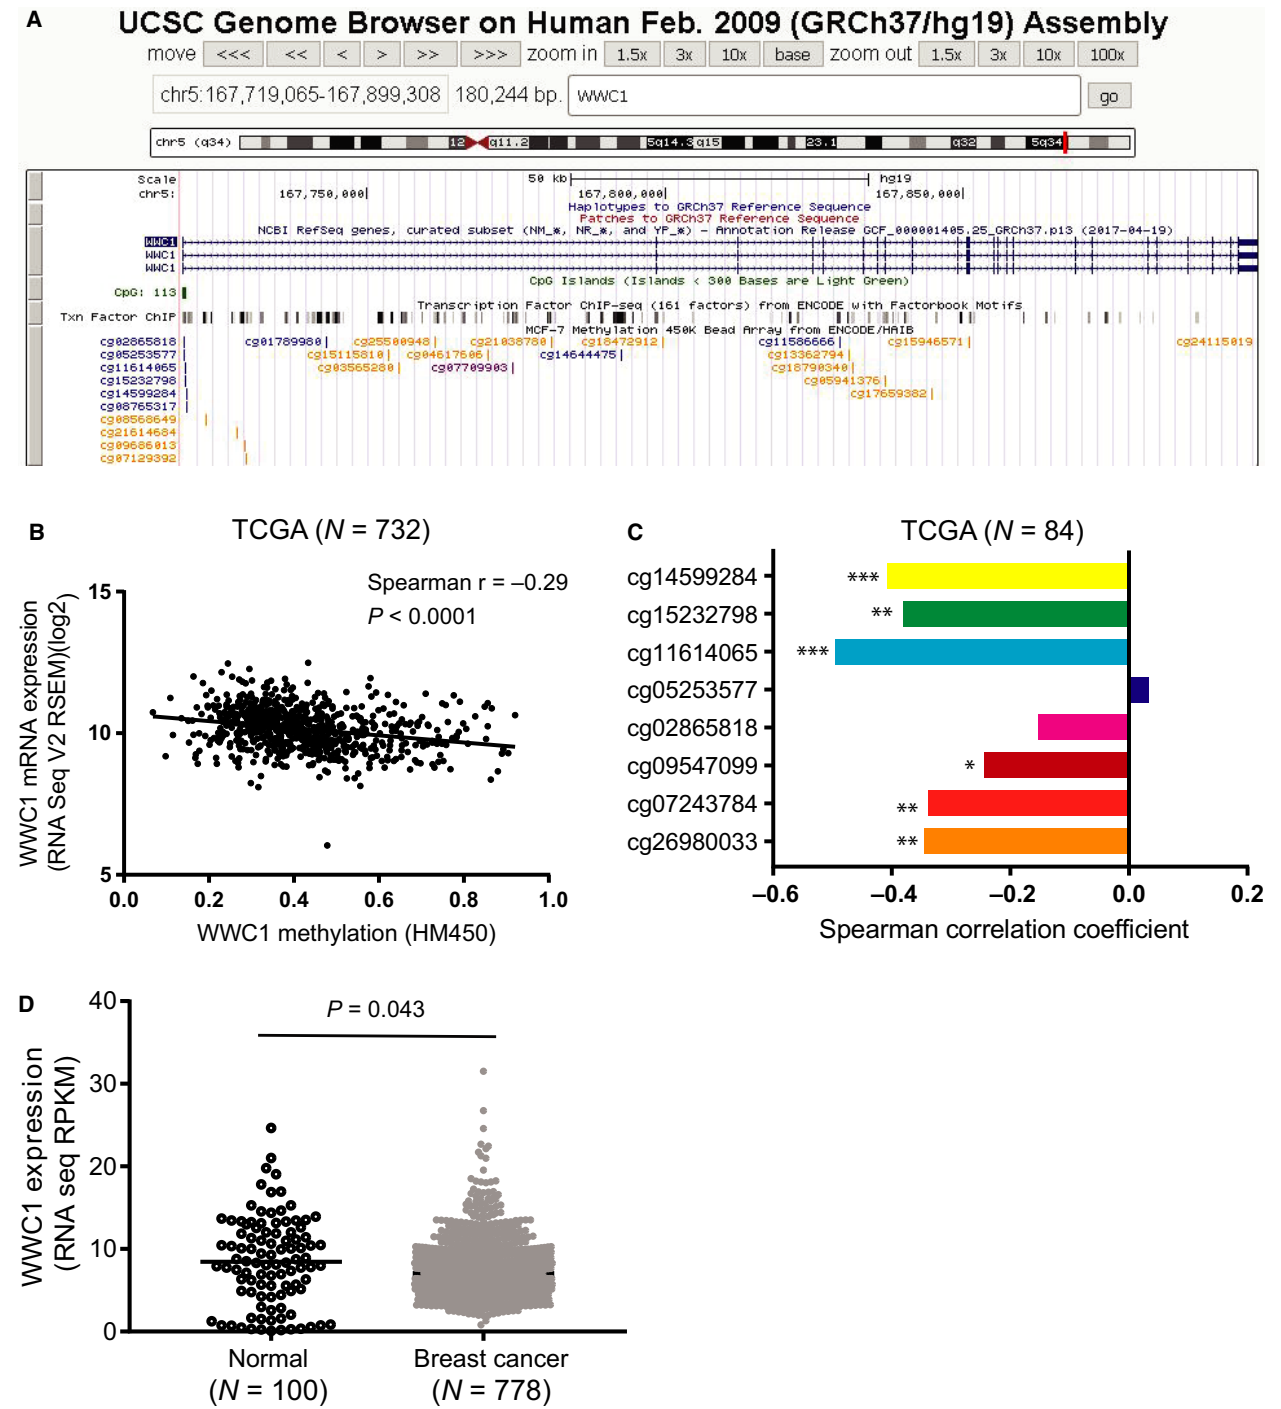 A
UCSC Genome Browser on Human Feb. 2009 (GRCh37/hg19) Assembly
move <<< << < > >> >>> zoom in 1.5x 3x 10x base zoom out 1.5x 3x 10x 100x
chr5:167,719,065-167,899,308 180,244 bp. WWC1 go
chr5 (q34) 12 q11.2 5q14.3 q15 23.1 q32 5q34
Scale 50 kb hg19
chr5: 167,750,000 167,800,000 167,850,000
Haplotypes to GRCh37 Reference Sequence
Patches to GRCh37 Reference Sequence
NCBI RefSeq genes, curated subset (NM_*, NR_*, and YP_*) - Annotation Release GCF_000001405.25_GRCh37.p13 (2017-04-19)
WWC1
WWC1
WWC1
CpG Islands (Islands < 300 Bases are Light Green)
CpG: 113
Transcription Factor ChIP-seq (161 factors) from ENCODE with Factorbook Motifs
Txn Factor ChIP
MCF-7 Methylation 450K Bead Array from ENCODE/HAIB
cg02865818 cg01789980 cg25500948 cg21038780 cg18472912 cg11586666 cg15946571 cg24115019
cg05253577 cg15115810 cg04617606 cg14644475 cg13362794
cg11614065 cg03565280 cg07709903 cg18790340
cg15232798 cg05941376
cg14599284 cg17659382
cg08765317
cg08568649
cg21614684
cg09686013
cg07129392
B
TCGA (N = 732)
Spearman r = –0.29
P < 0.0001
WWC1 mRNA expression
(RNA Seq V2 RSEM)(log2)
15
10
5
0.0 0.2 0.4 0.6 0.8 1.0
WWC1 methylation (HM450)
C
TCGA (N = 84)
cg14599284 ***
cg15232798 **
cg11614065 ***
cg05253577
cg02865818
cg09547099 *
cg07243784 **
cg26980033 **
–0.6 –0.4 –0.2 0.0 0.2
Spearman correlation coefficient
D
P = 0.043
WWC1 expression
(RNA seq RPKM)
40
30
20
10
0
Normal Breast cancer
(N = 100) (N = 778)